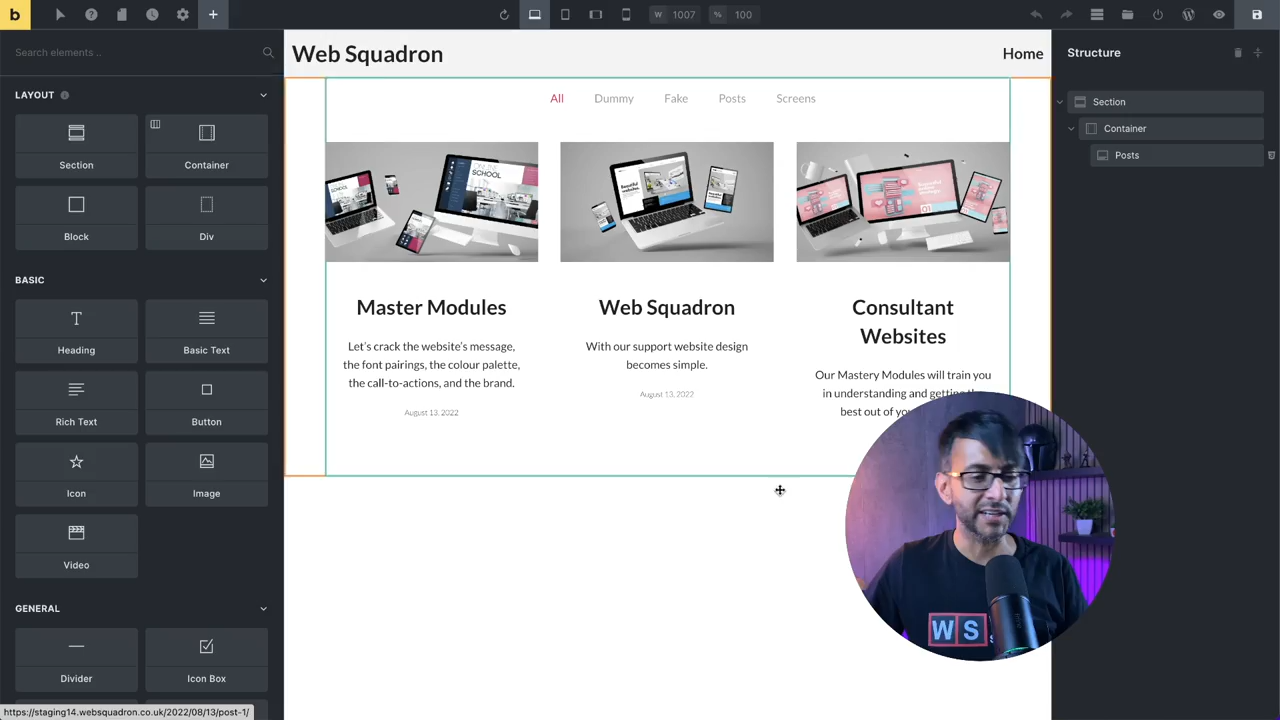 b
W 1007
% 100
Search elements ..
LAYOUT
Section
Container
Block
Div
BASIC
Heading
Basic Text
Rich Text
Button
Icon
Image
Video
GENERAL
Divider
Icon Box
https://staging14.websquadron.co.uk/2022/08/13/post-1/
Web Squadron
Home
All
Dummy
Fake
Posts
Screens
Master Modules
Let's crack the website's message,
the font pairings, the colour palette,
the call-to-actions, and the brand.
August 13, 2022
Web Squadron
With our support website design
becomes simple.
August 13, 2022
Consultant
Websites
Our Mastery Modules will train you
in understanding and getting the
best out of you
WS
Structure
Section
Container
Posts